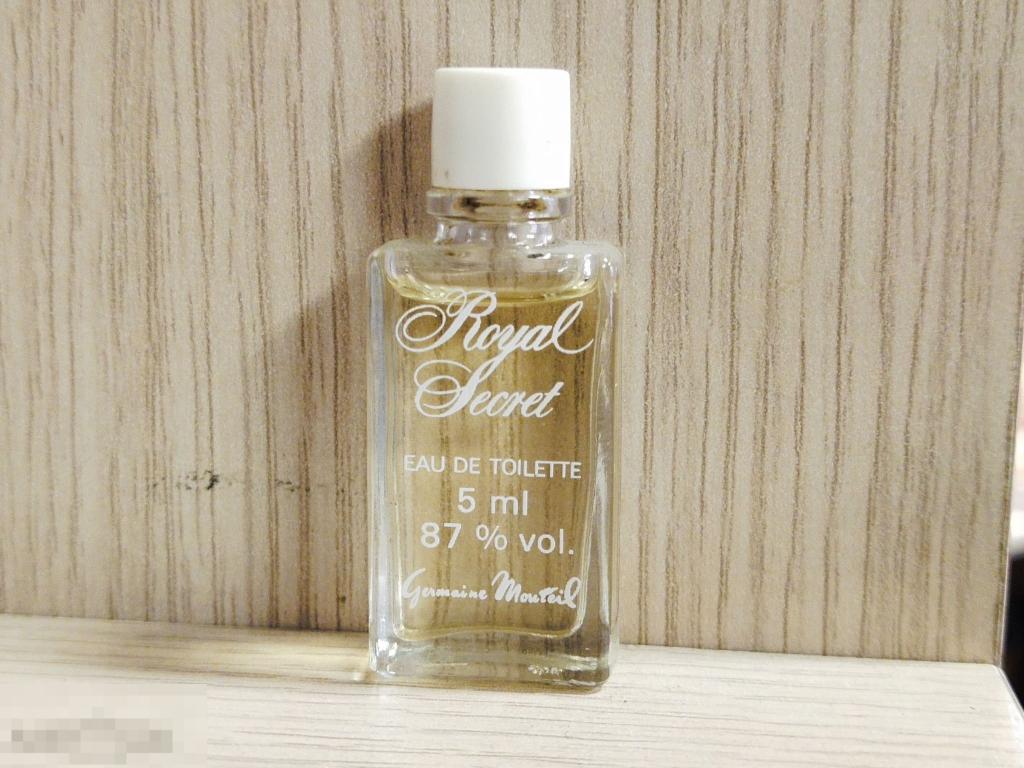 Royal
Secret
EAU DE TOILETTE
5 ml
87 % vol.
Germaine Monteil